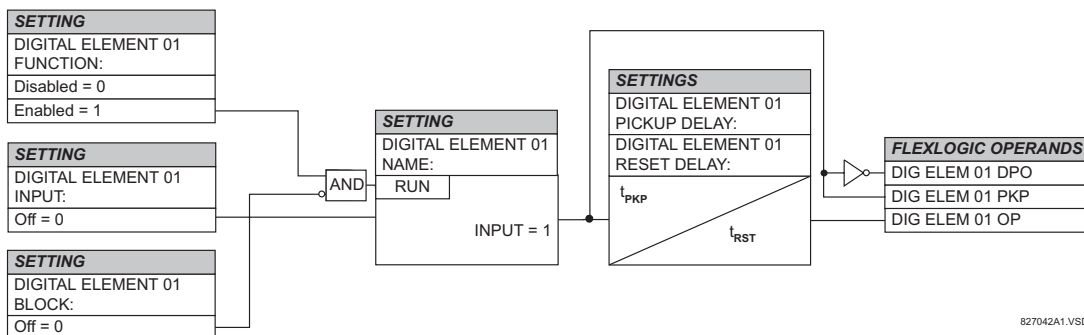 SETTING
DIGITAL ELEMENT 01
FUNCTION:
Disabled = 0
Enabled = 1
SETTING
DIGITAL ELEMENT 01
INPUT:
Off = 0
SETTING
DIGITAL ELEMENT 01
BLOCK:
Off = 0
AND
SETTING
DIGITAL ELEMENT 01
NAME:
RUN
INPUT = 1
SETTINGS
DIGITAL ELEMENT 01
PICKUP DELAY:
DIGITAL ELEMENT 01
RESET DELAY:
tPKP
tRST
FLEXLOGIC OPERANDS
DIG ELEM 01 DPO
DIG ELEM 01 PKP
DIG ELEM 01 OP
827042A1.VSD